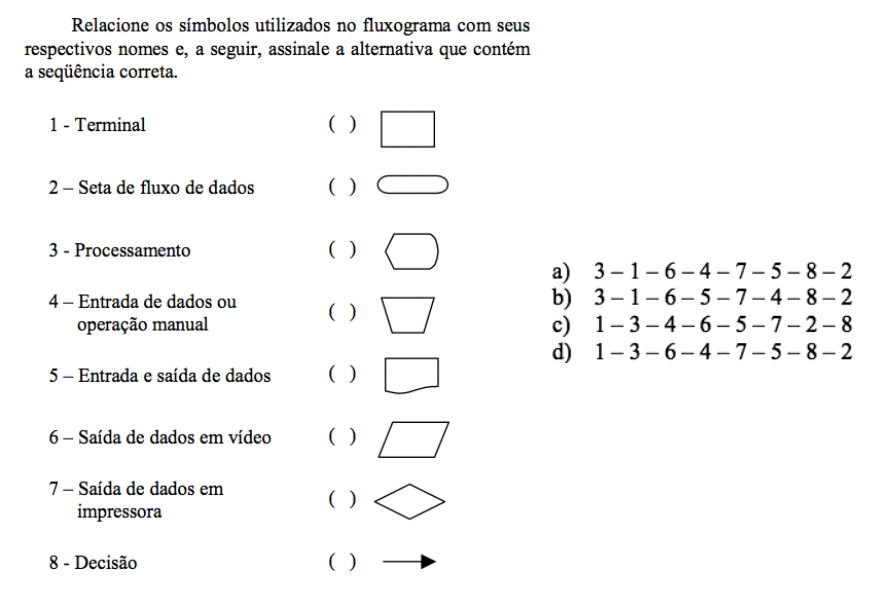 Relacione os símbolos utilizados no fluxograma com seus
respectivos nomes e, a seguir, assinale a alternativa que contém
a seqüência correta.
1 - Terminal ( )
2 – Seta de fluxo de dados ( )
3 - Processamento ( )
4 – Entrada de dados ou
operação manual ( )
5 – Entrada e saída de dados ( )
6 – Saída de dados em vídeo ( )
7 – Saída de dados em
impressora ( )
8 - Decisão ( )
a) 3 – 1 – 6 – 4 – 7 – 5 – 8 – 2
b) 3 – 1 – 6 – 5 – 7 – 4 – 8 – 2
c) 1 – 3 – 4 – 6 – 5 – 7 – 2 – 8
d) 1 – 3 – 6 – 4 – 7 – 5 – 8 – 2